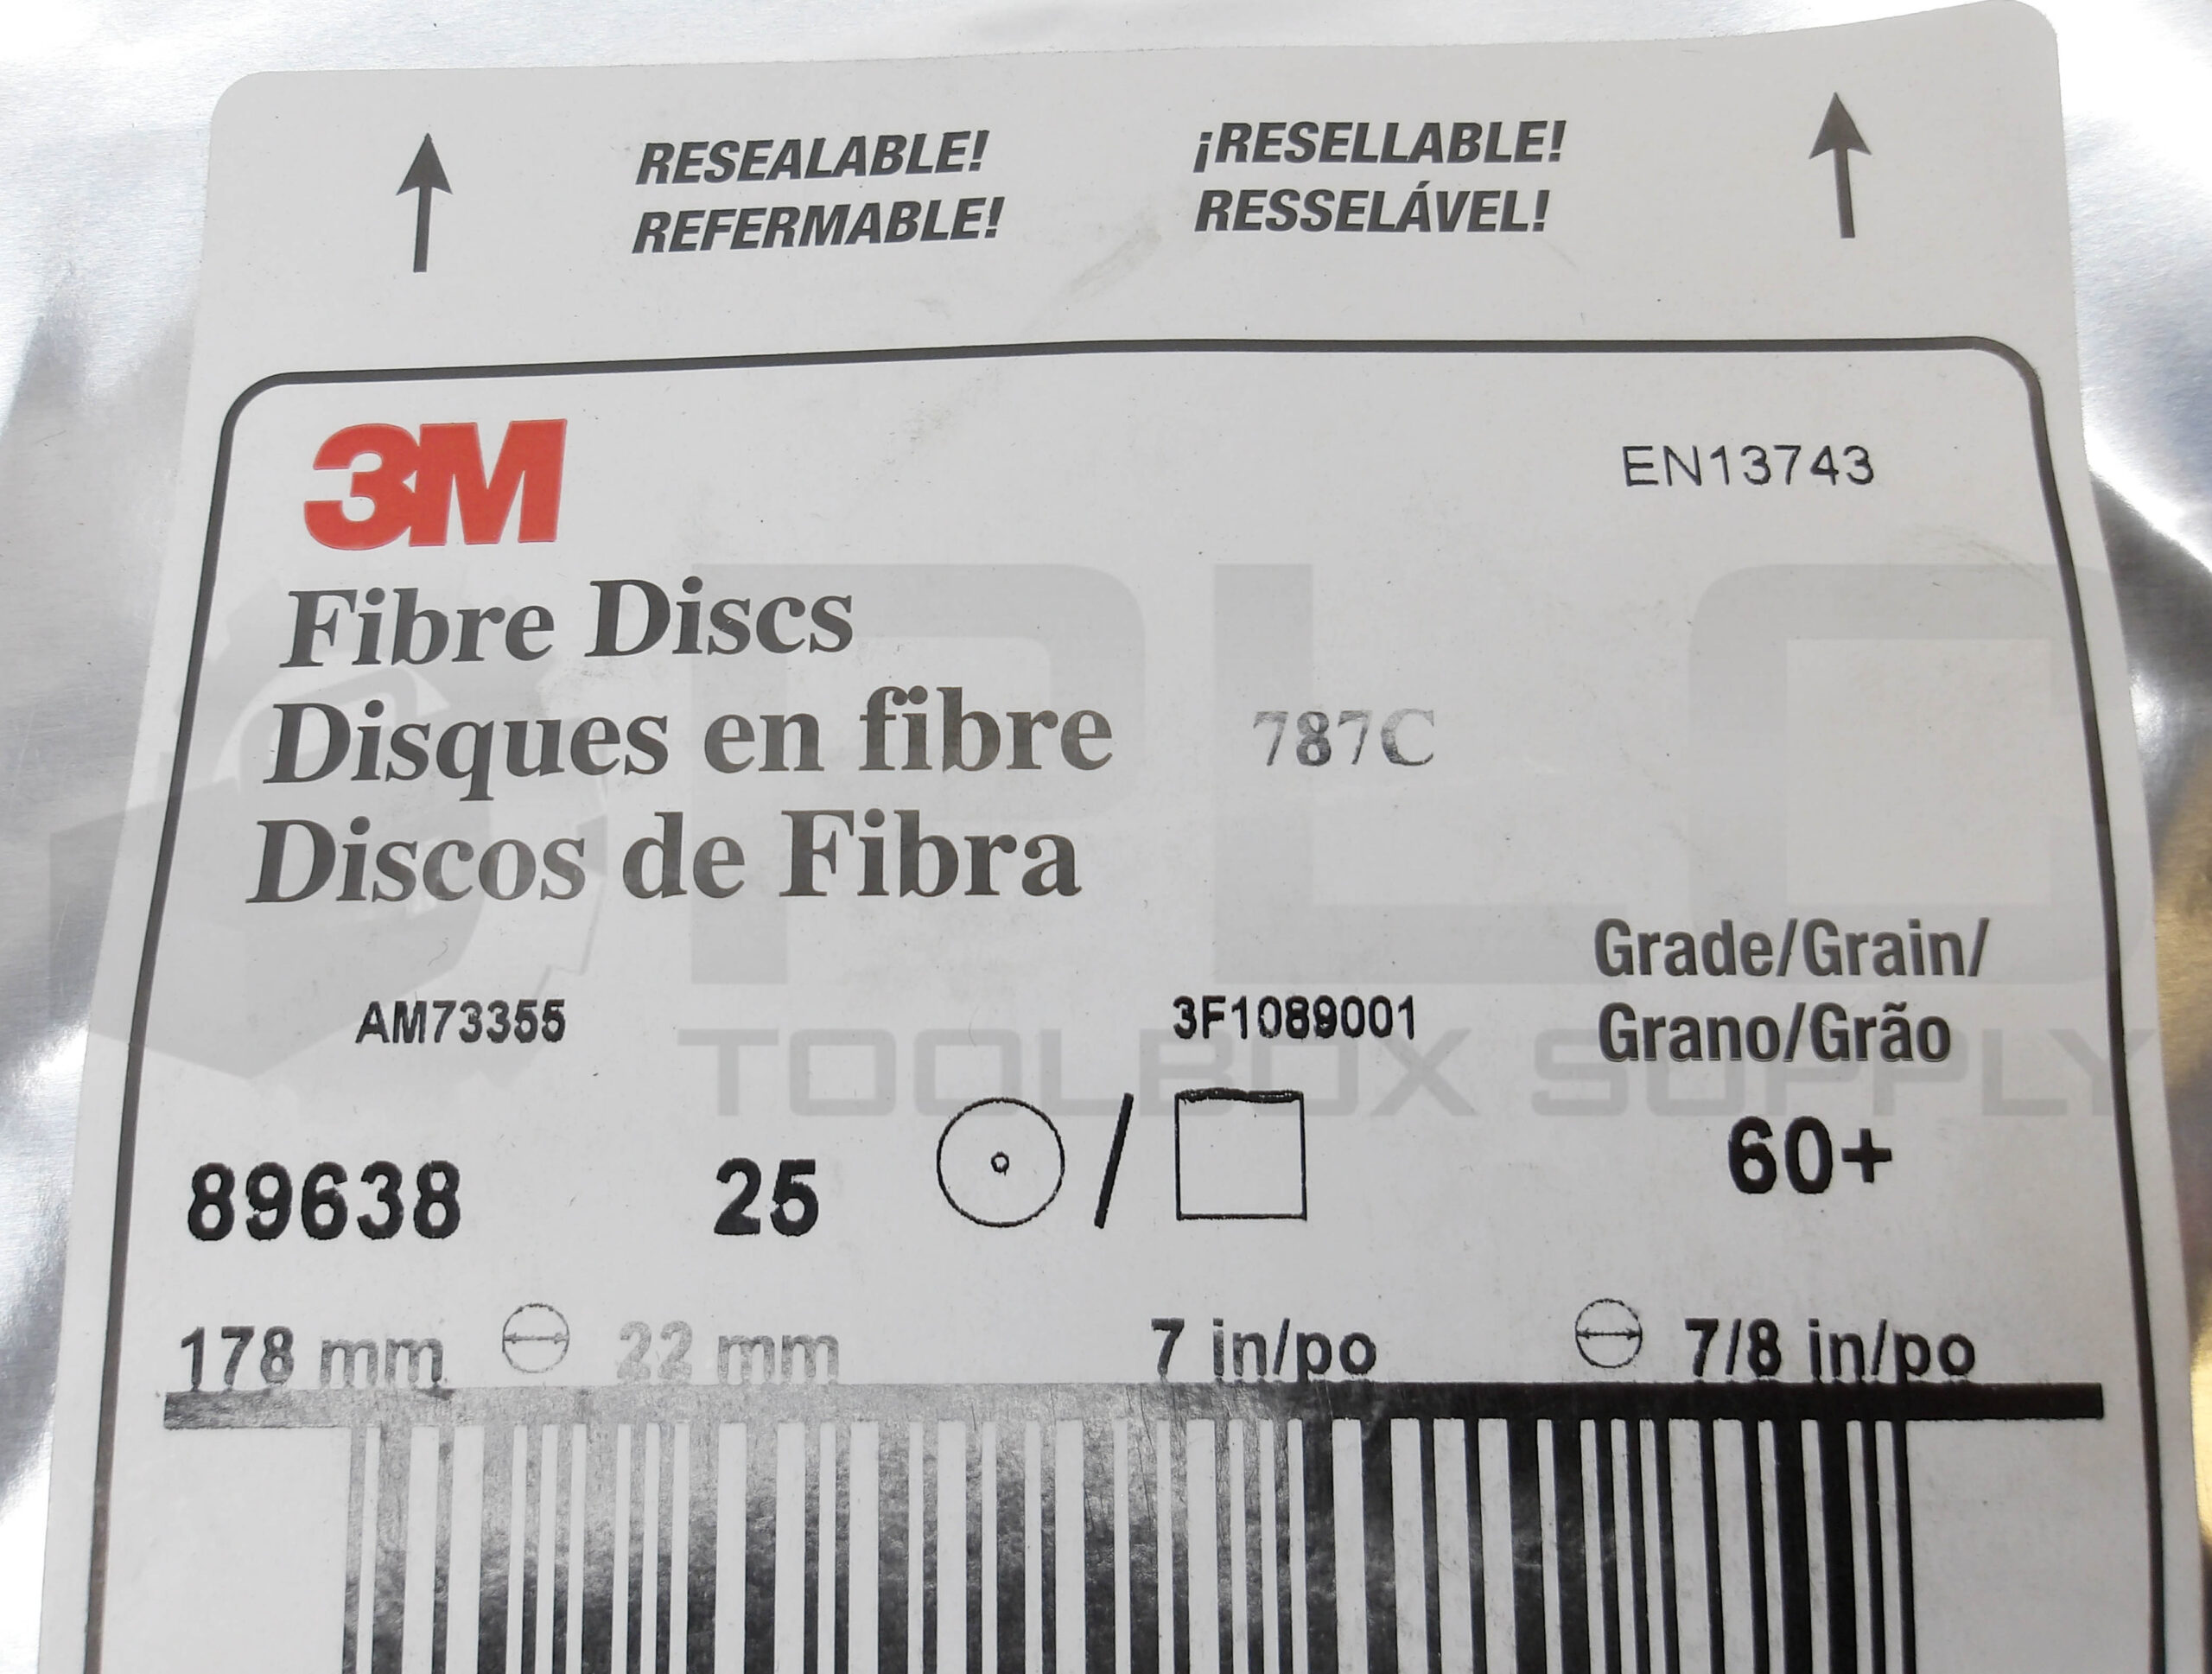 RESEALABLE! ¡RESELLABLE!
REFERMABLE! RESSELÁVEL!
3M
EN13743
Fibre Discs
Disques en fibre 787C
Discos de Fibra
Grade/Grain/
Grano/Grão
AM73355 3F1089001
60+
89638 25 /
178 mm 22 mm 7 in/po 7/8 in/po
PLC
TOOLBOX SUPPLY